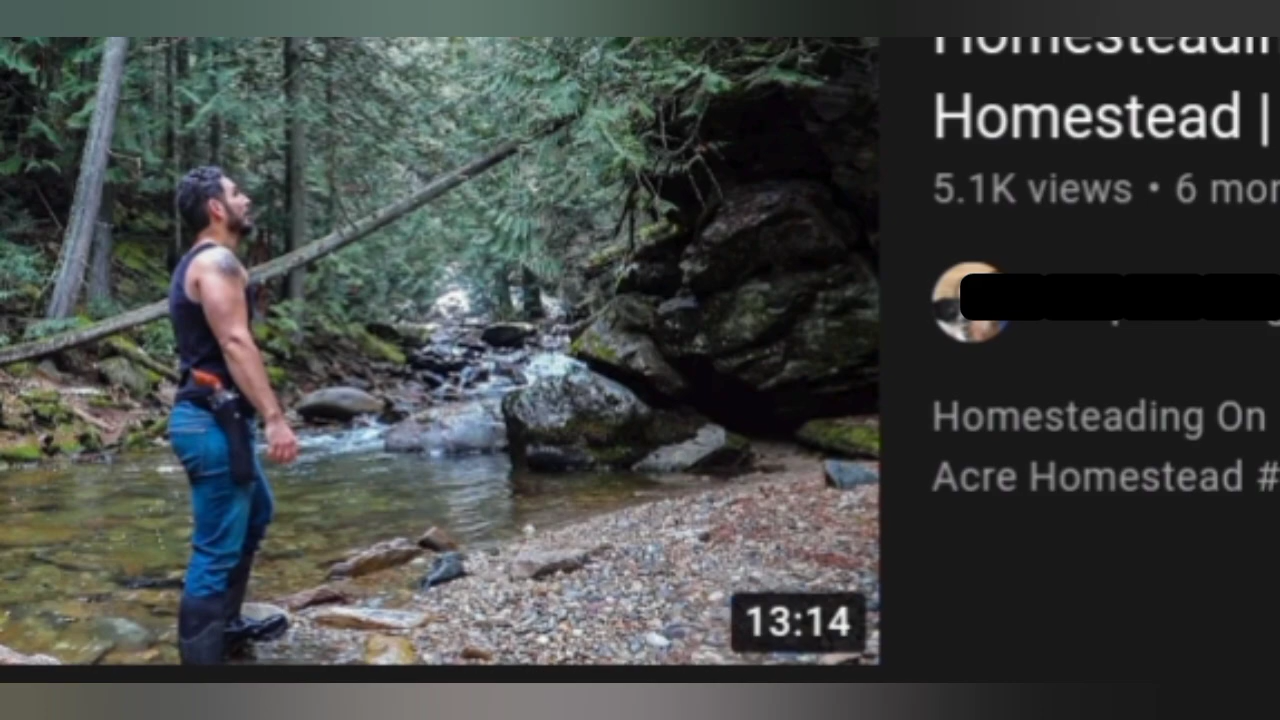 Homestead |
5.1K views • 6
Homesteading On
Acre Homestead #
13:14